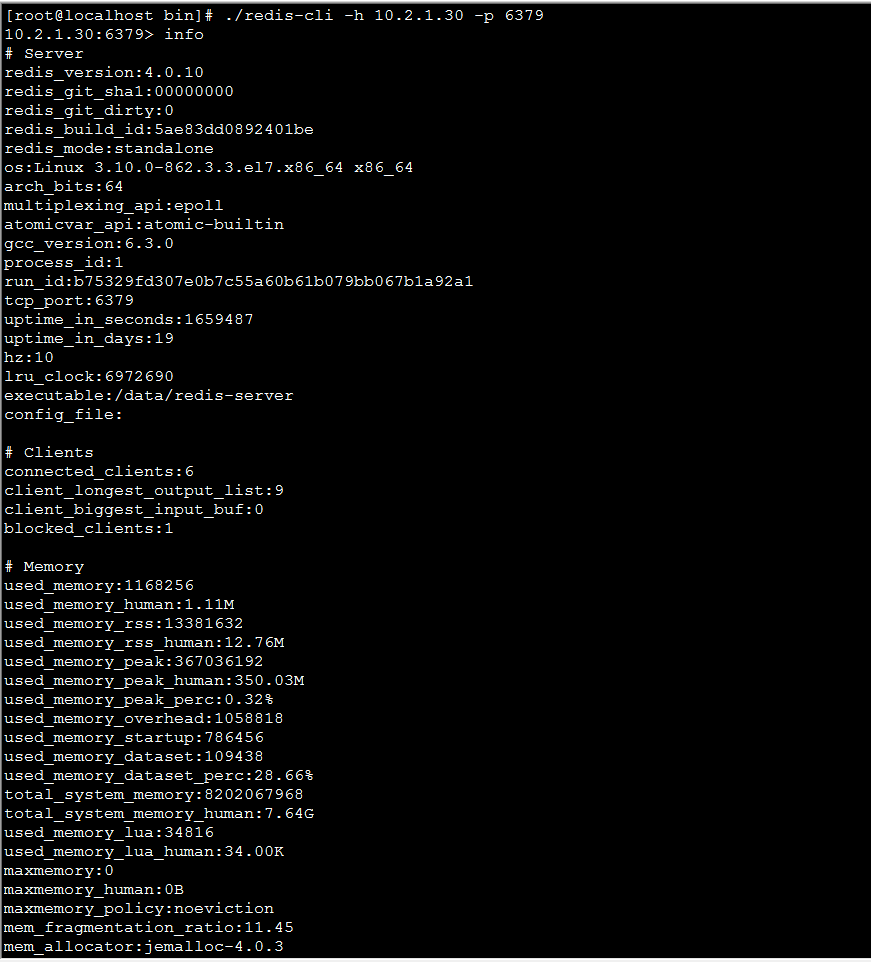 [root@localhost bin]# ./redis-cli -h 10.2.1.30 -p 6379
10.2.1.30:6379> info
# Server
redis_version:4.0.10
redis_git_sha1:00000000
redis_git_dirty:0
redis_build_id:5ae83dd0892401be
redis_mode:standalone
os:Linux 3.10.0-862.3.3.el7.x86_64 x86_64
arch_bits:64
multiplexing_api:epoll
atomicvar_api:atomic-builtin
gcc_version:6.3.0
process_id:1
run_id:b75329fd307e0b7c55a60b61b079bb067b1a92a1
tcp_port:6379
uptime_in_seconds:1659487
uptime_in_days:19
hz:10
lru_clock:6972690
executable:/data/redis-server
config_file:

# Clients
connected_clients:6
client_longest_output_list:9
client_biggest_input_buf:0
blocked_clients:1

# Memory
used_memory:1168256
used_memory_human:1.11M
used_memory_rss:13381632
used_memory_rss_human:12.76M
used_memory_peak:367036192
used_memory_peak_human:350.03M
used_memory_peak_perc:0.32%
used_memory_overhead:1058818
used_memory_startup:786456
used_memory_dataset:109438
used_memory_dataset_perc:28.66%
total_system_memory:8202067968
total_system_memory_human:7.64G
used_memory_lua:34816
used_memory_lua_human:34.00K
maxmemory:0
maxmemory_human:0B
maxmemory_policy:noeviction
mem_fragmentation_ratio:11.45
mem_allocator:jemalloc-4.0.3